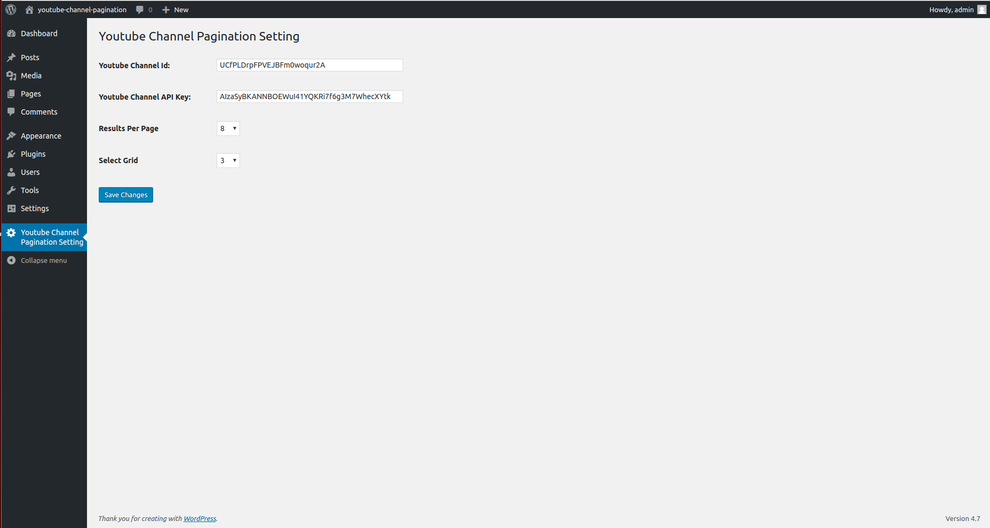 youtube-channel-pagination 0 New Howdy, admin
Dashboard
Posts
Media
Pages
Comments
Appearance
Plugins
Users
Tools
Settings
Youtube Channel
Pagination Setting
Collapse menu
Youtube Channel Pagination Setting
Youtube Channel Id: UCfPLDrpFPVEJBFm0woqur2A
Youtube Channel API Key: AIzaSyBKANNBOEWuI41YQKRi7f6g3M7WhecXYtk
Results Per Page 8
Select Grid 3
Save Changes
Thank you for creating with WordPress. Version 4.7